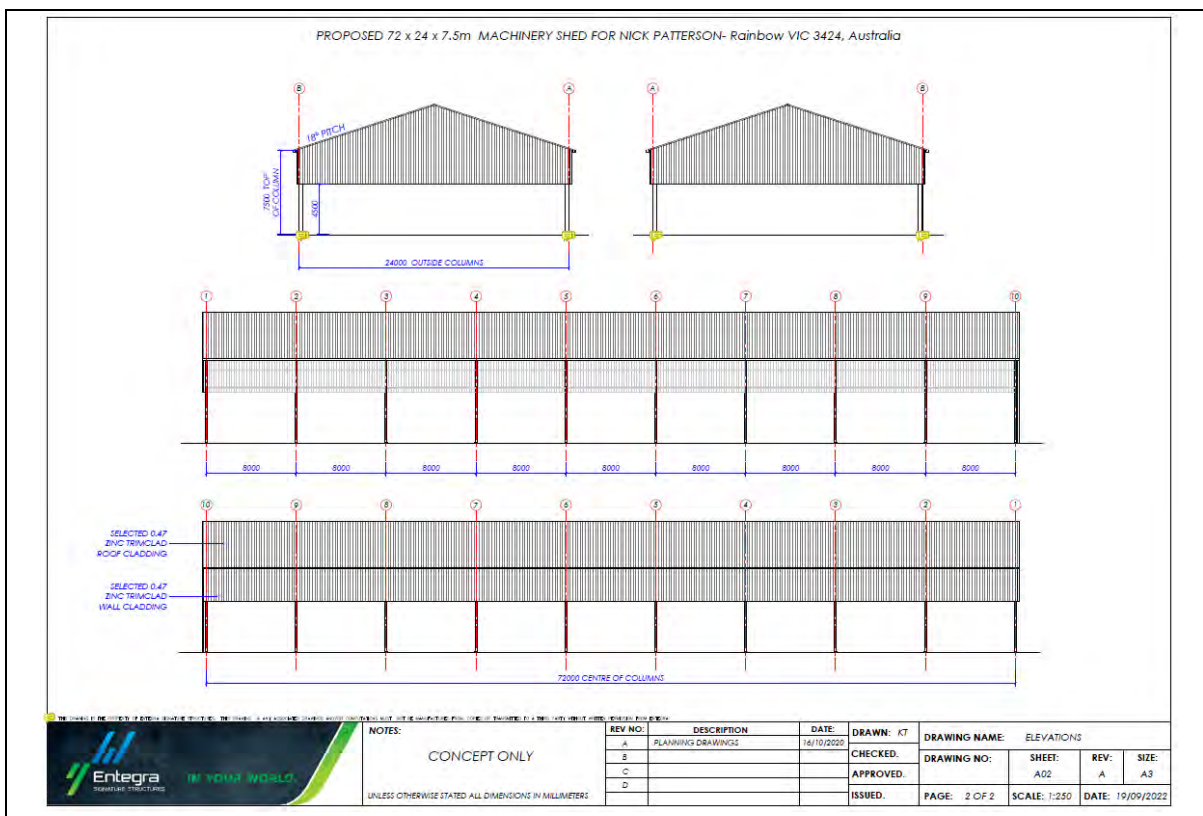 PROPOSED 72 x 24 x 7.5m MACHINERY SHED FOR NICK PATTERSON- Rainbow VIC 3424, Australia
B
A
A
B
18° PITCH
7500 TOP
OF COLUMN
4500
24000 OUTSIDE COLUMNS
1 2 3 4 5 6 7 8 9 10
8000 8000 8000 8000 8000 8000 8000 8000 8000
10 9 8 7 6 5 4 3 2 1
SELECTED 0.47
ZINC TRIMCLAD
ROOF CLADDING
SELECTED 0.47
ZINC TRIMCLAD
WALL CLADDING
72000 CENTRE OF COLUMNS
Entegra
SIGNATURE STRUCTURES
IN YOUR WORLD.
NOTES:
CONCEPT ONLY
UNLESS OTHERWISE STATED ALL DIMENSIONS IN MILLIMETERS
REV NO: DESCRIPTION DATE:
A PLANNING DRAWINGS 16/10/2020
B
C
D
DRAWN: KT
CHECKED.
APPROVED.
ISSUED.
DRAWING NAME: ELEVATIONS
DRAWING NO: SHEET: REV: SIZE:
A02 A A3
PAGE: 2 OF 2 SCALE: 1:250 DATE: 19/09/2022